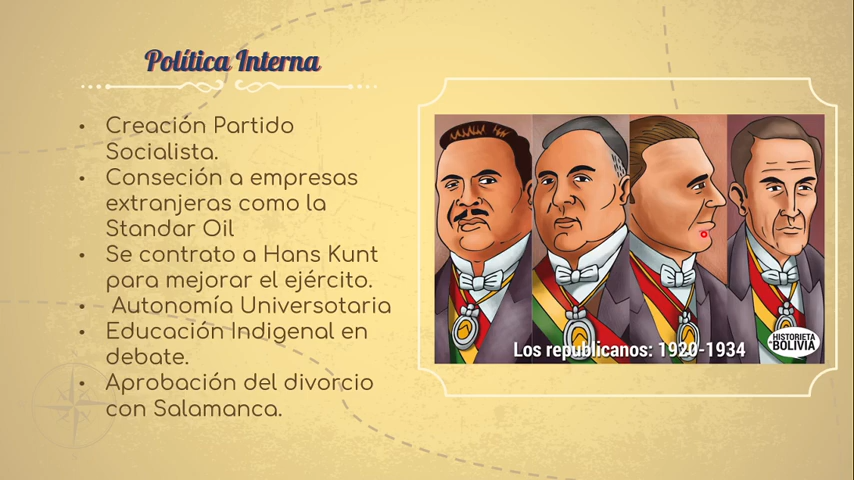 Política Interna
• Creación Partido
Socialista.
• Conseción a empresas
extranjeras como la
Standar Oil
• Se contrato a Hans Kunt
para mejorar el ejército.
• Autonomía Universotaria
• Educación Indigenal en
debate.
• Aprobación del divorcio
con Salamanca.
Los republicanos: 1920-1934
HISTORIETA
DE BOLIVIA